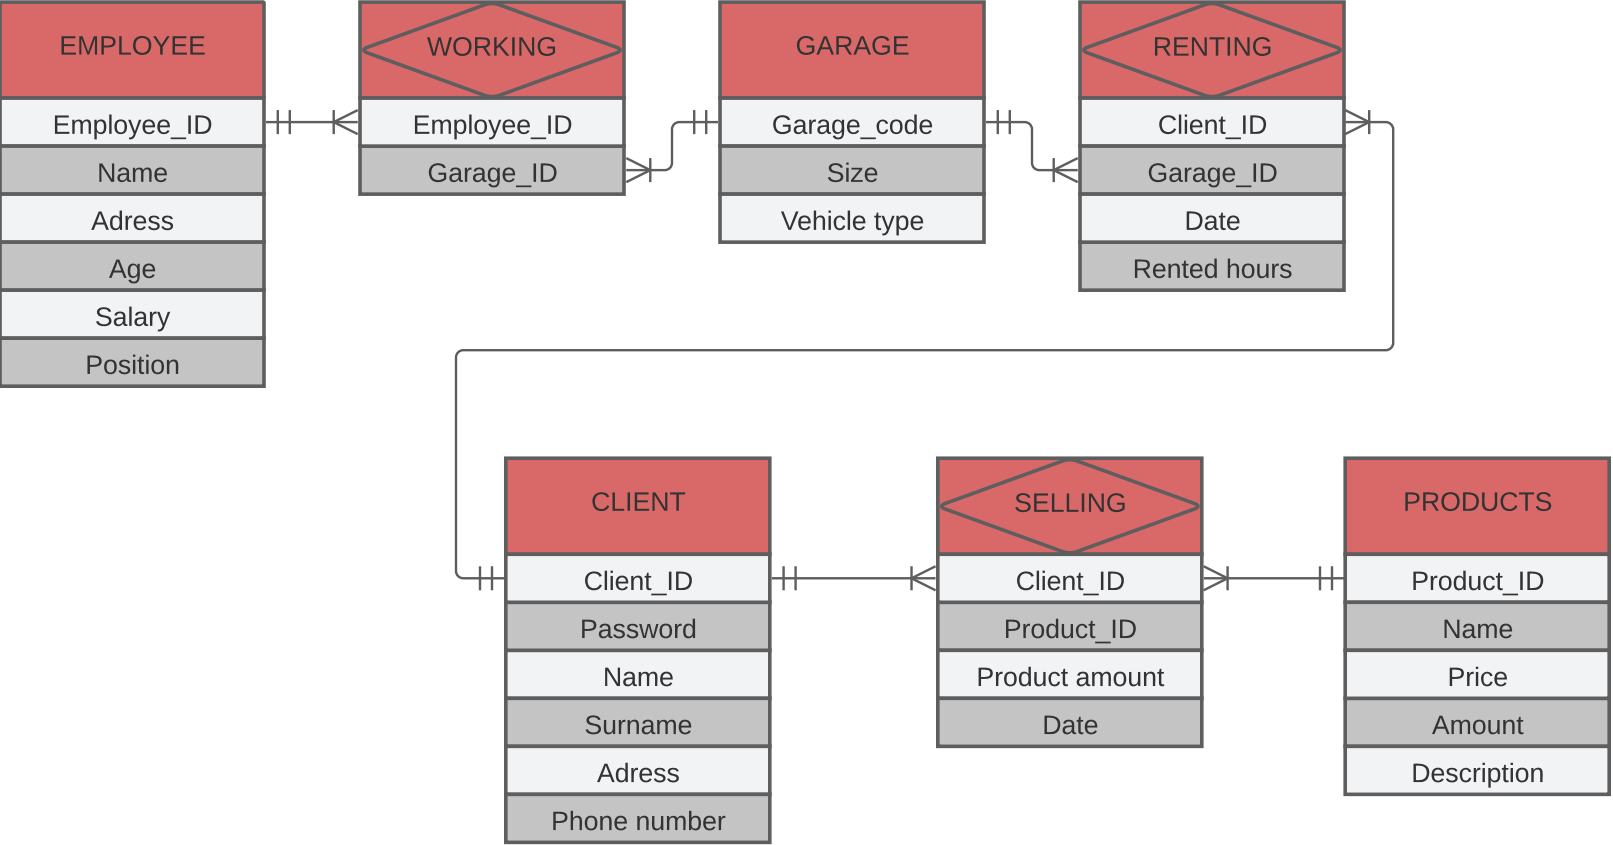 EMPLOYEE
Employee_ID
Name
Adress
Age
Salary
Position
WORKING
Employee_ID
Garage_ID
GARAGE
Garage_code
Size
Vehicle type
RENTING
Client_ID
Garage_ID
Date
Rented hours
CLIENT
Client_ID
Password
Name
Surname
Adress
Phone number
SELLING
Client_ID
Product_ID
Product amount
Date
PRODUCTS
Product_ID
Name
Price
Amount
Description